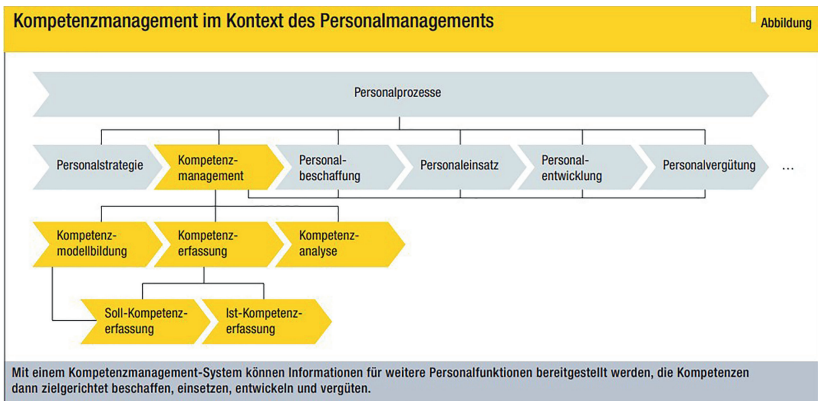 Kompetenzmanagement im Kontext des Personalmanagements
Abbildung
Personalprozesse
Personalstrategie
Kompetenz-
management
Personal-
beschaffung
Personaleinsatz
Personal-
entwicklung
Personalvergütung
...
Kompetenz-
modellbildung
Kompetenz-
erfassung
Kompetenz-
analyse
Soll-Kompetenz-
erfassung
Ist-Kompetenz-
erfassung
Mit einem Kompetenzmanagement-System können Informationen für weitere Personalfunktionen bereitgestellt werden, die Kompetenzen
dann zielgerichtet beschaffen, einsetzen, entwickeln und vergüten.